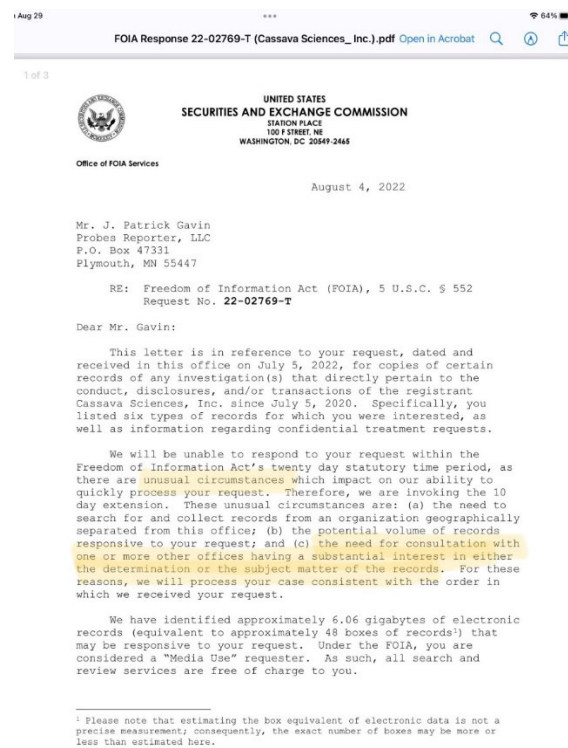 Aug 29
64%
FOIA Response 22-02769-T (Cassava Sciences_ Inc.).pdf Open in Acrobat
1 of 3
UNITED STATES
SECURITIES AND EXCHANGE COMMISSION
STATION PLACE
100 F STREET, NE
WASHINGTON, DC 20549-2465
Office of FOIA Services
August 4, 2022
Mr. J. Patrick Gavin
Probes Reporter, LLC
P.O. Box 47331
Plymouth, MN 55447
RE: Freedom of Information Act (FOIA), 5 U.S.C. § 552
Request No. 22-02769-T
Dear Mr. Gavin:
This letter is in reference to your request, dated and
received in this office on July 5, 2022, for copies of certain
records of any investigation(s) that directly pertain to the
conduct, disclosures, and/or transactions of the registrant
Cassava Sciences, Inc. since July 5, 2020. Specifically, you
listed six types of records for which you were interested, as
well as information regarding confidential treatment requests.
We will be unable to respond to your request within the
Freedom of Information Act's twenty day statutory time period, as
there are unusual circumstances which impact on our ability to
quickly process your request. Therefore, we are invoking the 10
day extension. These unusual circumstances are: (a) the need to
search for and collect records from an organization geographically
separated from this office; (b) the potential volume of records
responsive to your request; and (c) the need for consultation with
one or more other offices having a substantial interest in either
the determination or the subject matter of the records. For these
reasons, we will process your case consistent with the order in
which we received your request.
We have identified approximately 6.06 gigabytes of electronic
records (equivalent to approximately 48 boxes of records¹) that
may be responsive to your request. Under the FOIA, you are
considered a "Media Use" requester. As such, all search and
review services are free of charge to you.
¹ Please note that estimating the box equivalent of electronic data is not a
precise measurement; consequently, the exact number of boxes may be more or
less than estimated here.